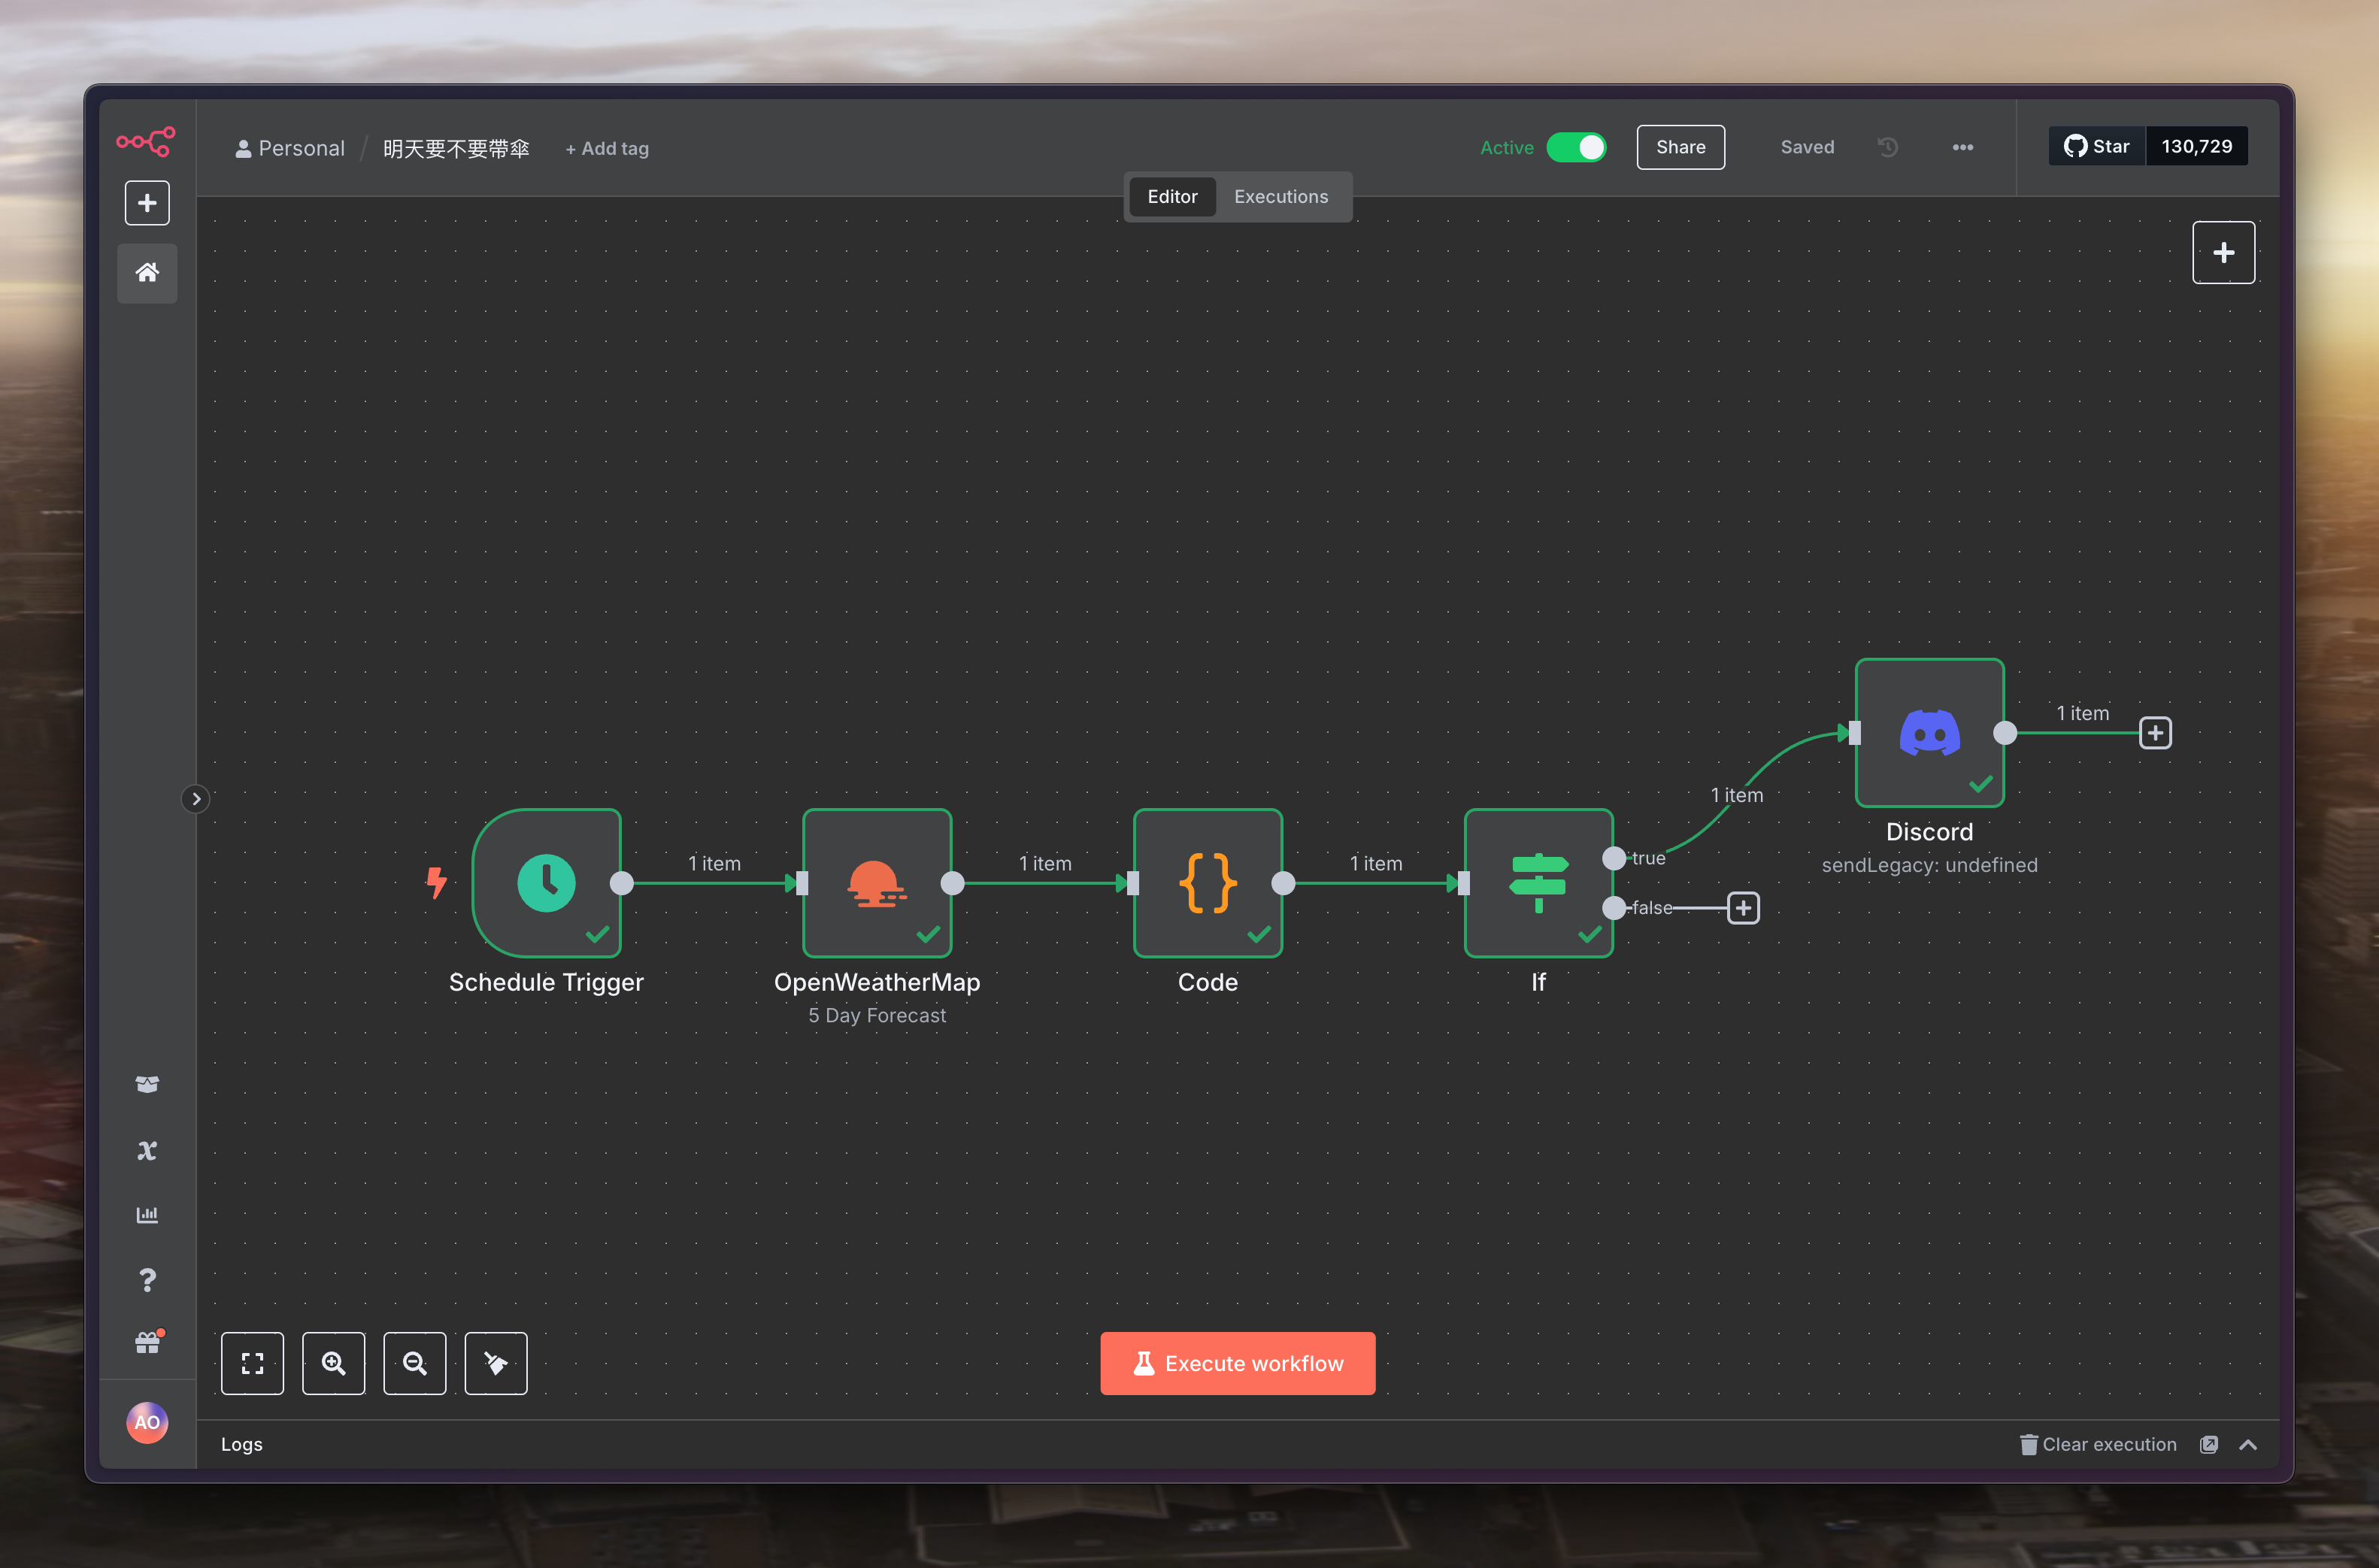 Personal / 明天要不要帶傘 + Add tag
Active Share Saved ••• Star 130,729
Editor Executions
1 item
1 item
1 item
1 item
1 item
true
false
Discord
sendLegacy: undefined
Schedule Trigger
OpenWeatherMap
5 Day Forecast
Code
If
Execute workflow
AO
Logs
Clear execution